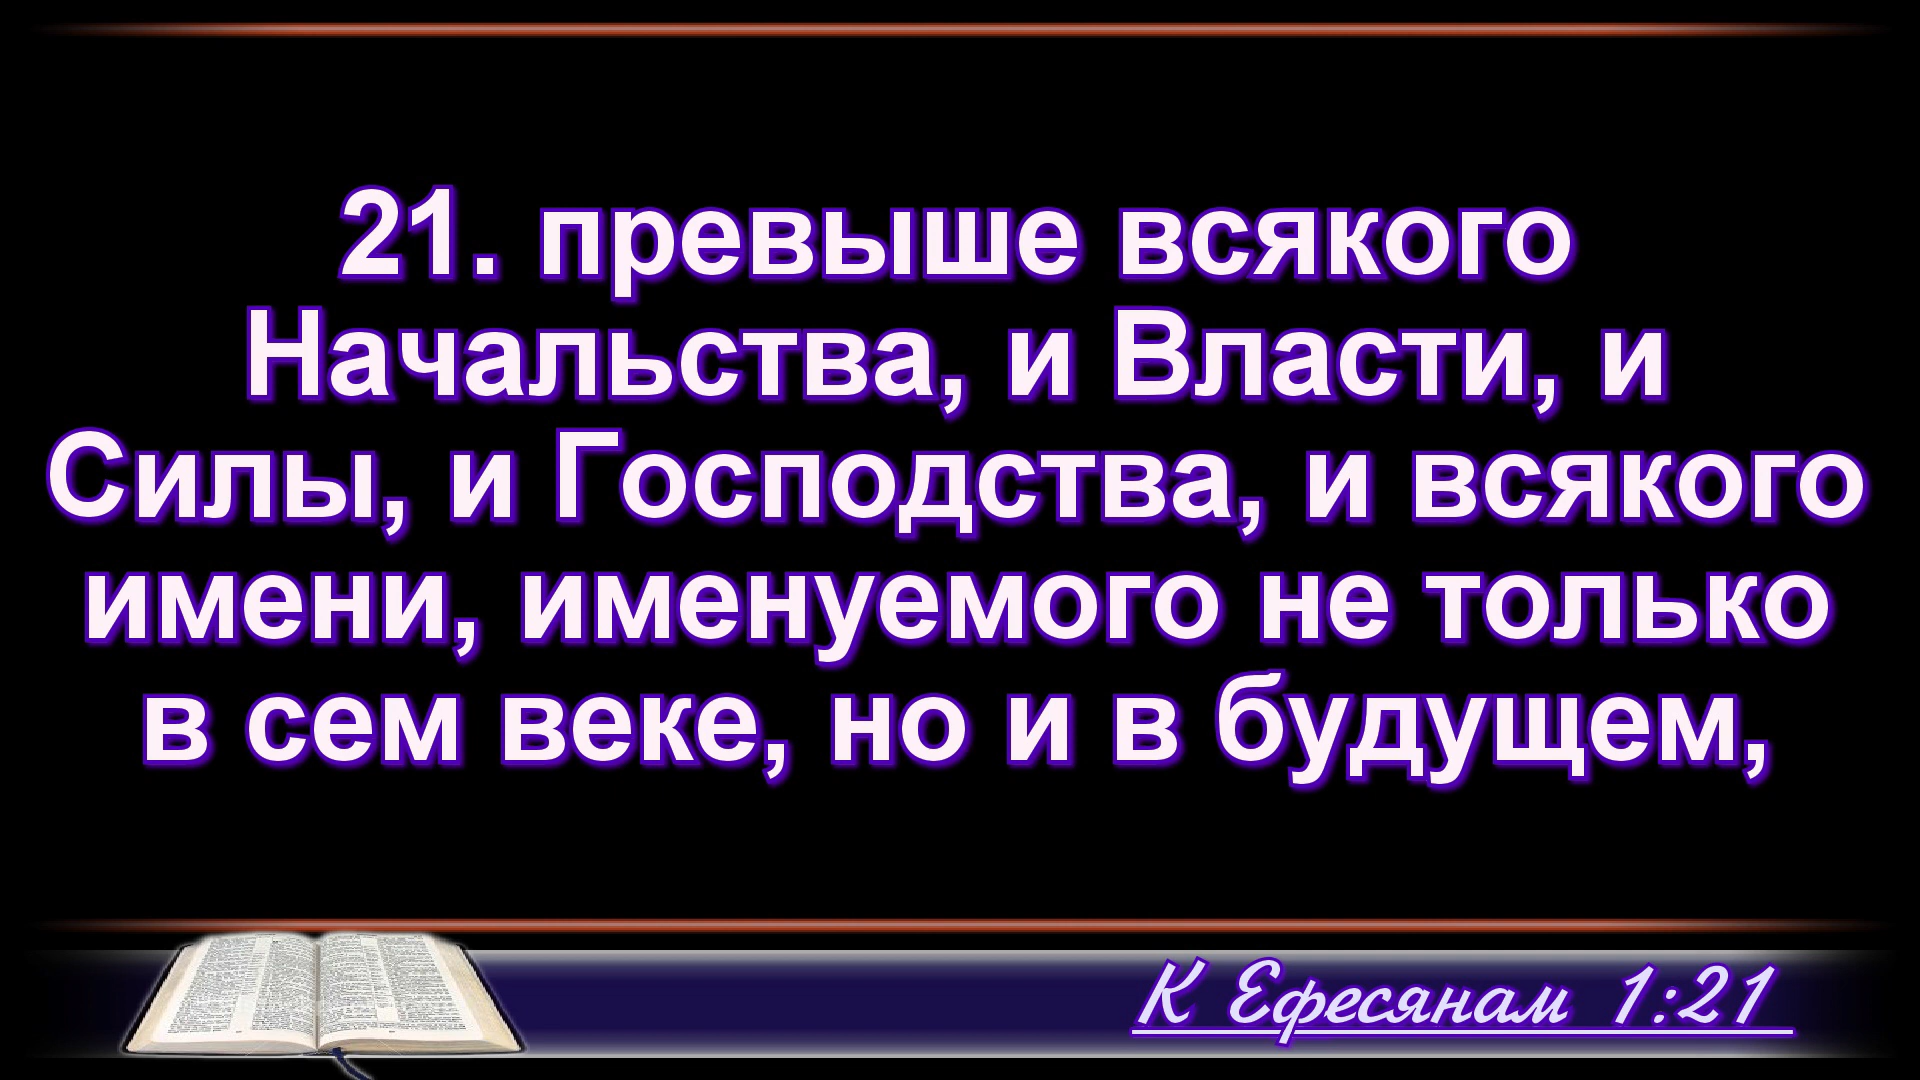 21. превыше всякого
Начальства, и Власти, и
Силы, и Господства, и всякого
имени, именуемого не только
в сем веке, но и в будущем,
К Ефесянам 1:21